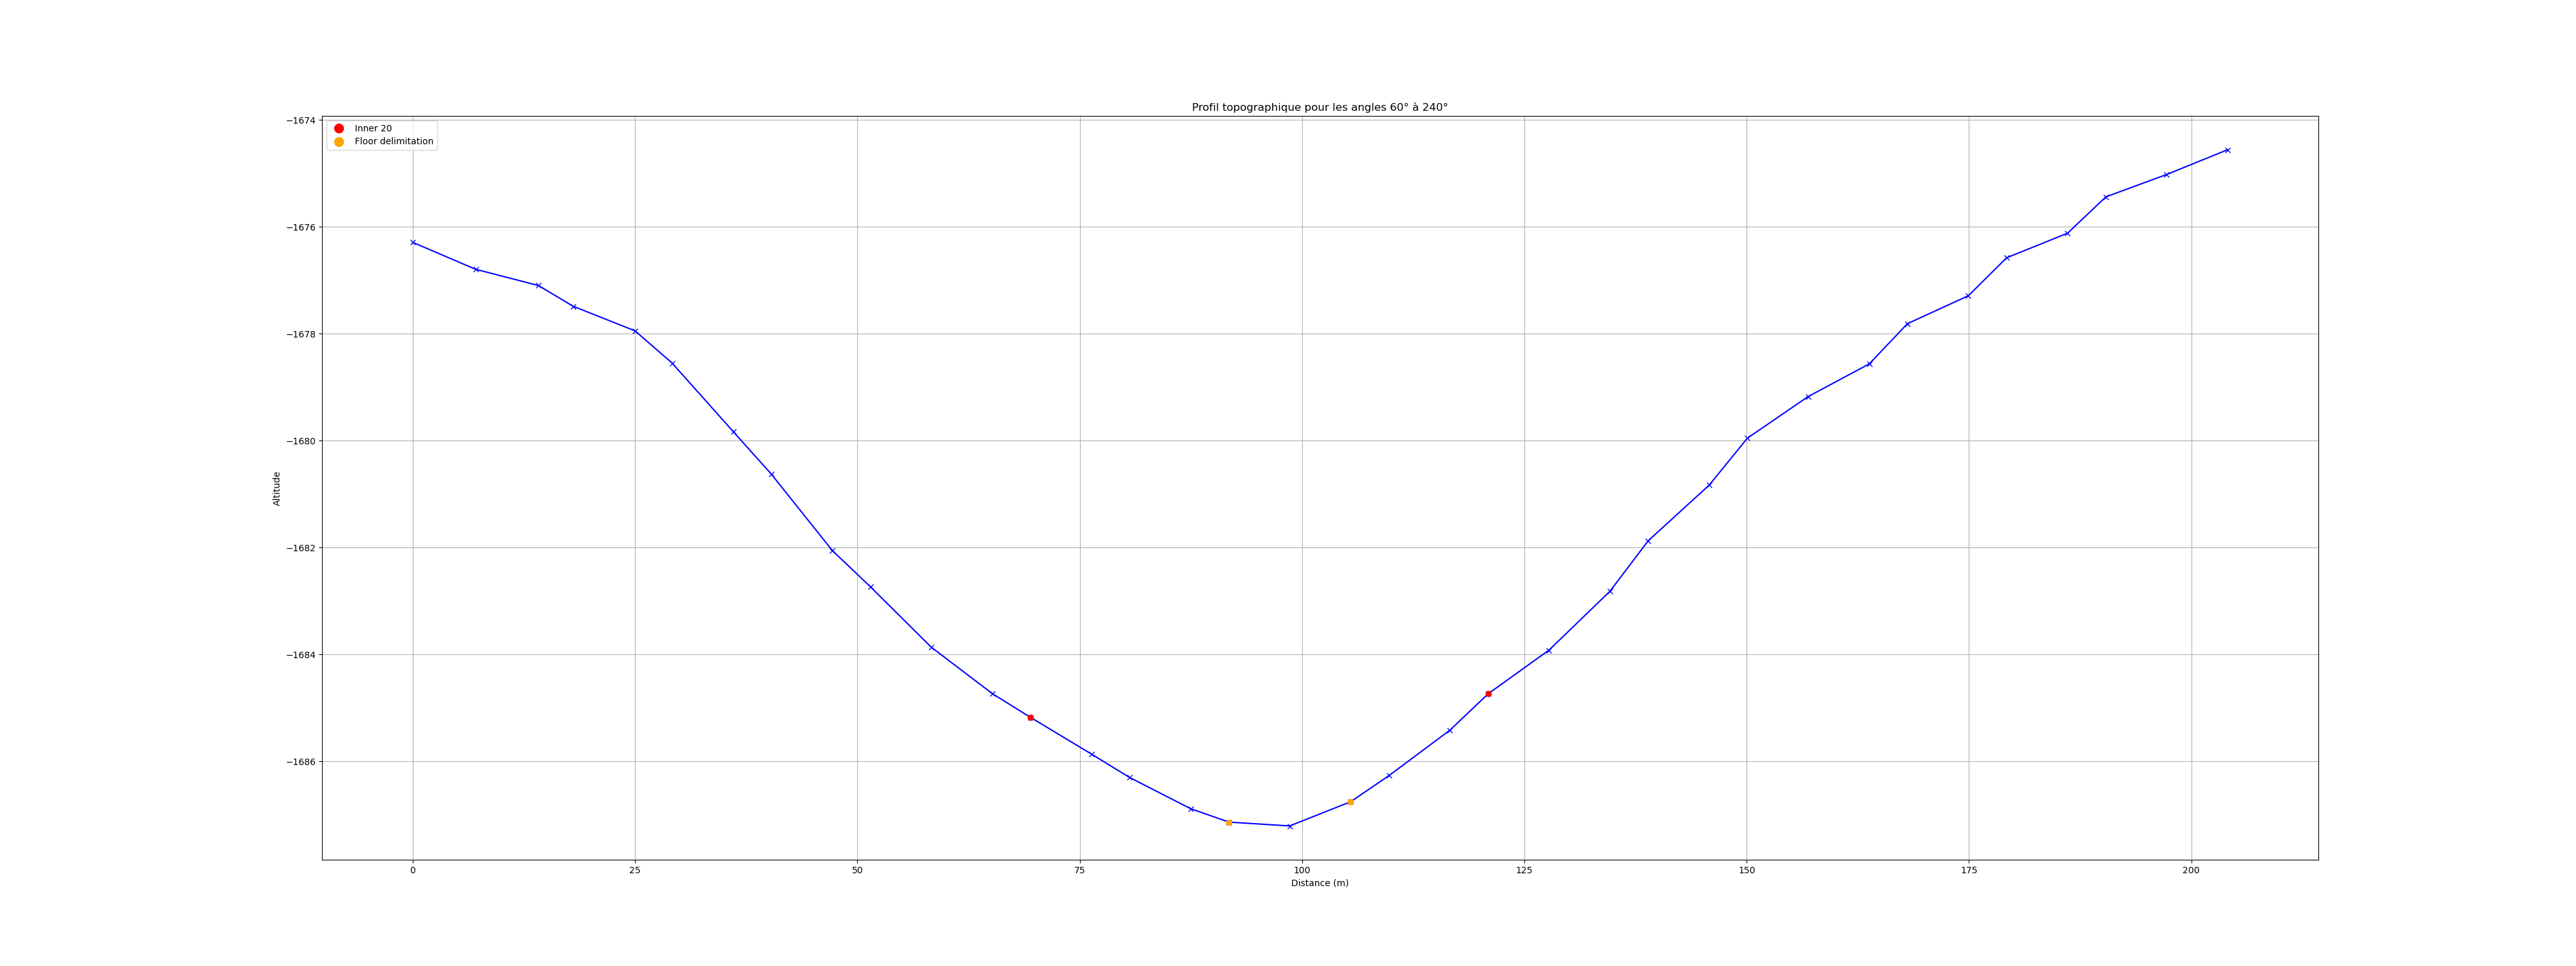 Profil topographique pour les angles 60° à 240°
Inner 20
Floor delimitation
−1674
−1676
−1678
−1680
−1682
−1684
−1686
Altitude
0 25 50 75 100 125 150 175 200
Distance (m)